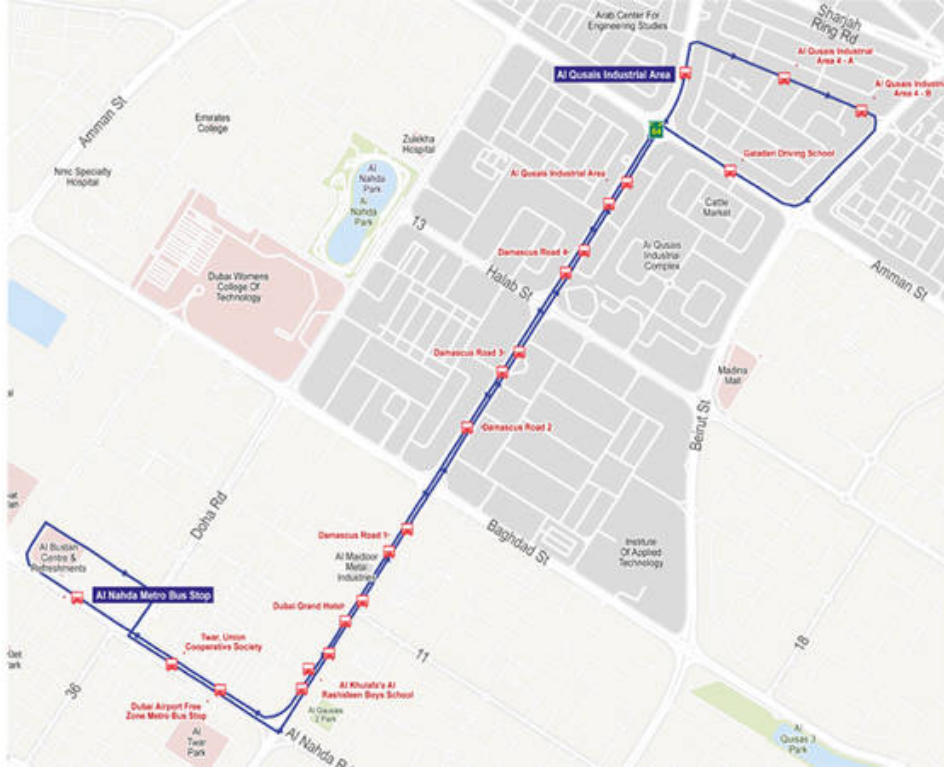 Sharjah
Ring Rd
Arab Center For
Engineering Studies
Al Qusais Industrial
Area 4 - A
Al Qusais Industrial Area
Al Qusais Industri
Area 4 - B
Amman St
Emirates
College
64
Zulekha
Hospital
Galadari Driving School
Nmc Specialty
Hospital
Al
Nahda
Park
Al
Nahda
Park
Al Qusais Industrial Area
Cattle
Market
13
Damascus Road 4
Al Qusais
Industrial
Complex
Dubai Womens
College Of
Technology
Halab St
Amman St
Damascus Road 3
Madina
Mall
Beirut St
Damascus Road 2
Doha Rd
Baghdad St
Damascus Road 1
Al Maidoor
Metal
Industries
Institute
Of Applied
Technology
Al Bustan
Centre &
Refreshments
Al Nahda Metro Bus Stop
Dubai Grand Hotel
Twar, Union
Cooperative Society
11
18
ark
36
Al Khulafa'a Al
Rashideen Boys School
Dubai Airport Free
Zone Metro Bus Stop
2 Park
Al
Twar
Park
Al Nahda R
Al
Qusais 3
Park